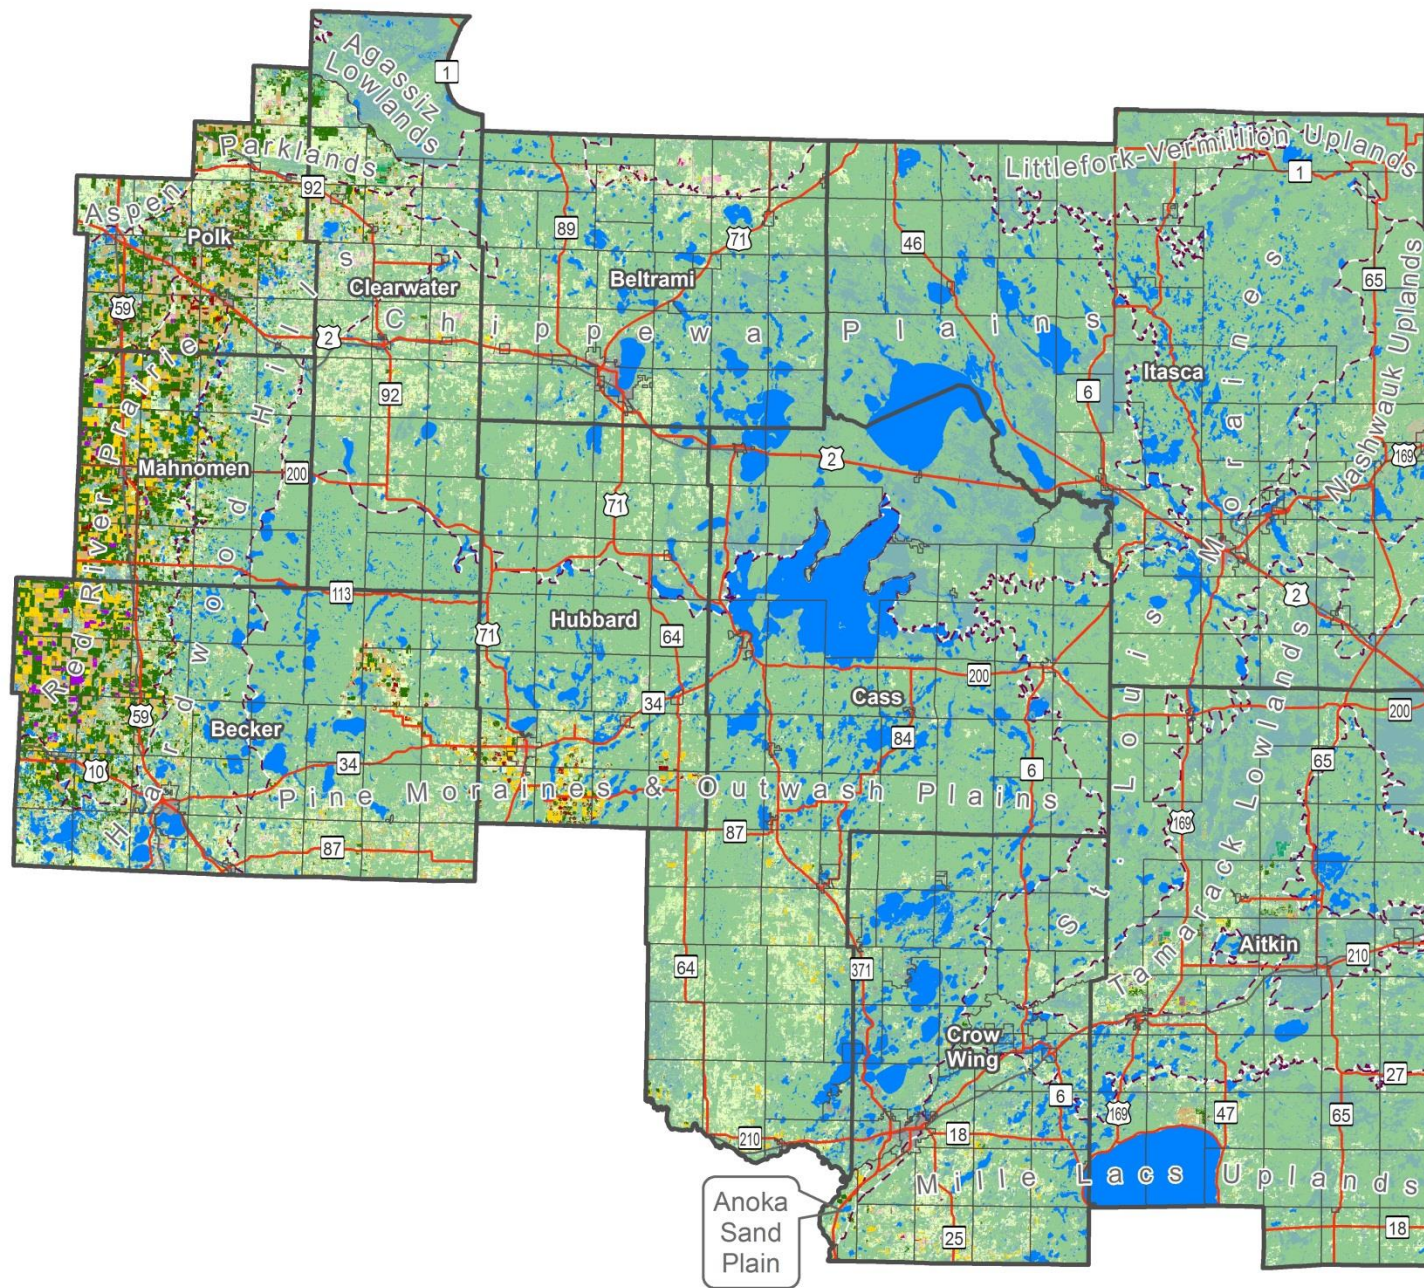 Agassiz
Lowlands
1
Aspen Parklands
Littlefork-Vermillion Uplands
1
92
Polk
89
71
46
65
Clearwater
Beltrami
59
2
Chippewa Plains
Itasca
6
92
Nashwauk Uplands
169
Mahnomen
200
2
71
Red River Prairie
Hardwood Hills
113
Hubbard
71
64
2
St. Louis Moraines
34
Cass
200
200
59
Becker
84
10
34
6
65
Pine Moraines & Outwash Plains
87
87
169
Tamarack Lowlands
Aitkin
64
371
210
Crow
Wing
27
6
169
47
65
210
18
Mille Lacs Uplands
Anoka
Sand
Plain
25
18